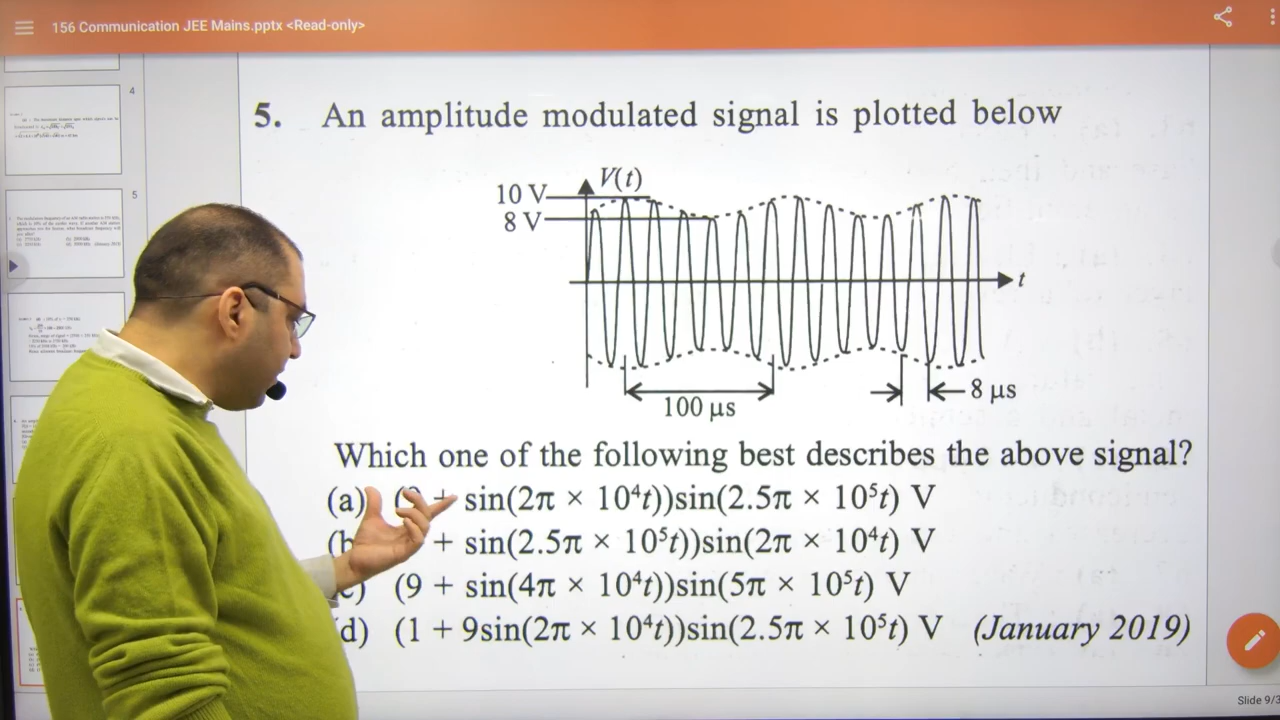 156 Communication JEE Mains.pptx <Read-only>
4
5
5. An amplitude modulated signal is plotted below
V(t)
10 V
8 V
t
100 μs
8 μs
Which one of the following best describes the above signal?
(a) + sin(2π × 10⁴t))sin(2.5π × 10⁵t) V
(b + sin(2.5π × 10⁵t))sin(2π × 10⁴t) V
c) (9 + sin(4π × 10⁴t))sin(5π × 10⁵t) V
d) (1 + 9sin(2π × 10⁴t))sin(2.5π × 10⁵t) V (January 2019)
Slide 9/3